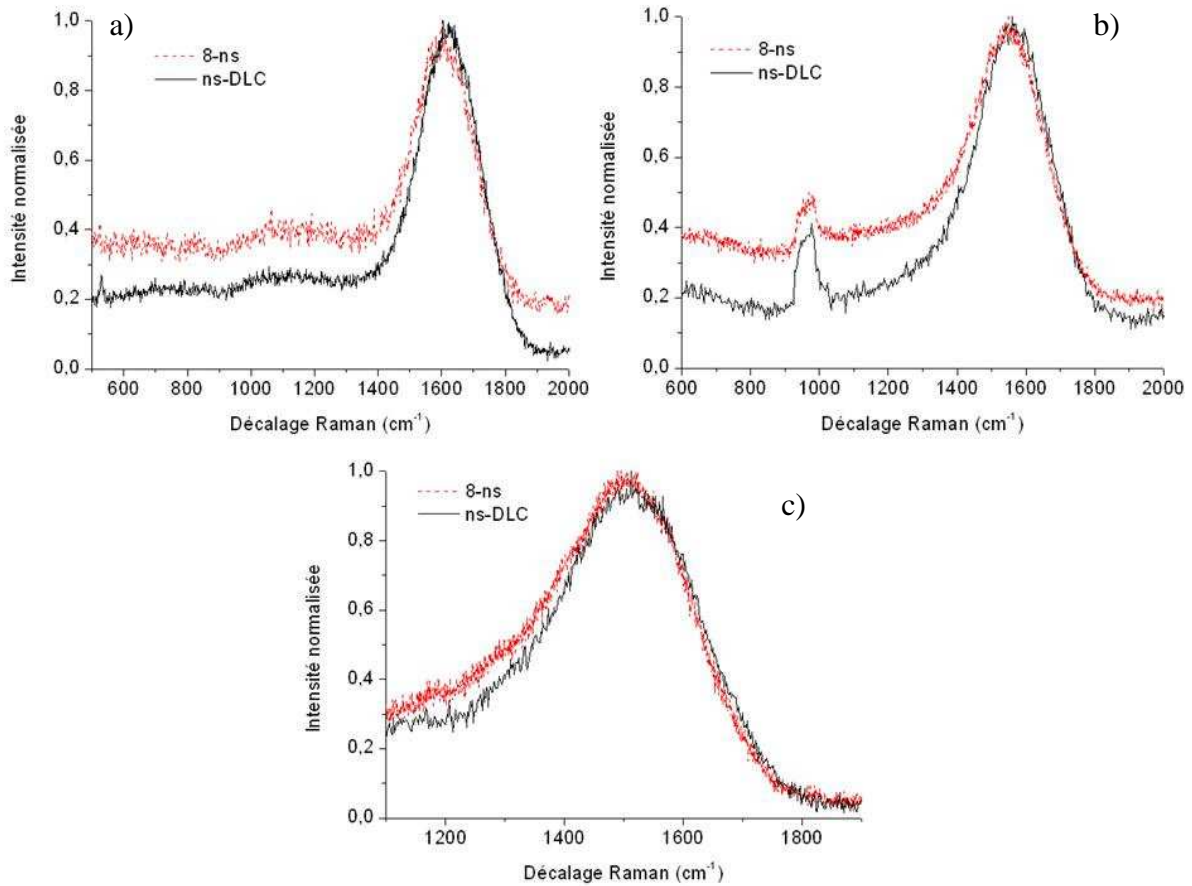 a)
8-ns
ns-DLC
1,0
0,8
0,6
0,4
0,2
0,0
Intensité normalisée
600 800 1000 1200 1400 1600 1800 2000
Décalage Raman (cm⁻¹)
b)
8-ns
ns-DLC
1,0
0,8
0,6
0,4
0,2
0,0
Intensité normalisée
600 800 1000 1200 1400 1600 1800 2000
Décalage Raman (cm⁻¹)
c)
8-ns
ns-DLC
1,0
0,8
0,6
0,4
0,2
0,0
Intensité normalisée
1200 1400 1600 1800
Décalage Raman (cm⁻¹)